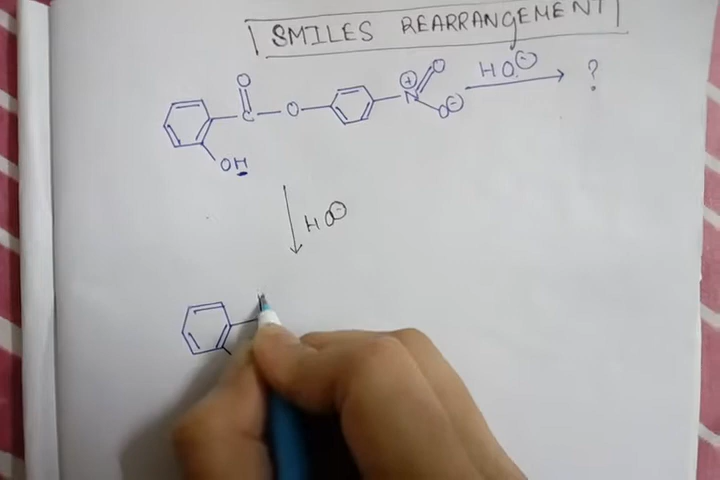 SMILES REARRANGEMENT
O O
C O N⊕ HO⊖ ?
O⊖
OH
HO⊖